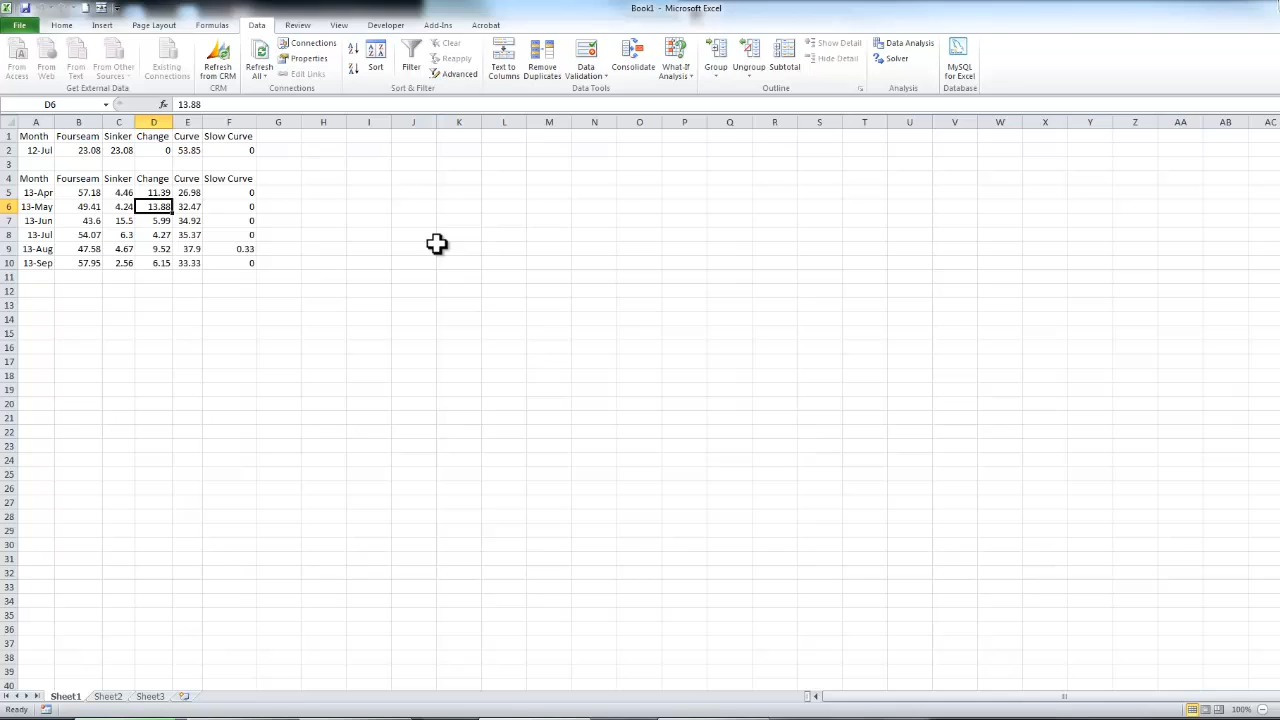 Book1 - Microsoft Excel
File Home Insert Page Layout Formulas Data Review View Developer Add-Ins Acrobat
From Access
From Web
From Text
From Other Sources
Existing Connections
Get External Data
Refresh from CRM
CRM
Refresh All
Connections
Properties
Edit Links
Connections
Sort
Filter
Clear
Reapply
Advanced
Sort & Filter
Text to Columns
Remove Duplicates
Data Validation
Consolidate
What-If Analysis
Data Tools
Group
Ungroup
Subtotal
Show Detail
Hide Detail
Outline
Data Analysis
Solver
Analysis
MySQL for Excel
Database
D6 fx 13.88
A B C D E F G H I J K L M N O P Q R S T U V W X Y Z AA AB AC
1 Month Fourseam Sinker Change Curve Slow Curve
2 12-Jul 23.08 23.08 0 53.85 0
3
4 Month Fourseam Sinker Change Curve Slow Curve
5 13-Apr 57.18 4.46 11.39 26.98 0
6 13-May 49.41 4.24 13.88 32.47 0
7 13-Jun 43.6 15.5 5.99 34.92 0
8 13-Jul 54.07 6.3 4.27 35.37 0
9 13-Aug 47.58 4.67 9.52 37.9 0.33
10 13-Sep 57.95 2.56 6.15 33.33 0
11
12
13
14
15
16
17
18
19
20
21
22
23
24
25
26
27
28
29
30
31
32
33
34
35
36
37
38
39
40
Sheet1 Sheet2 Sheet3
Ready 100%